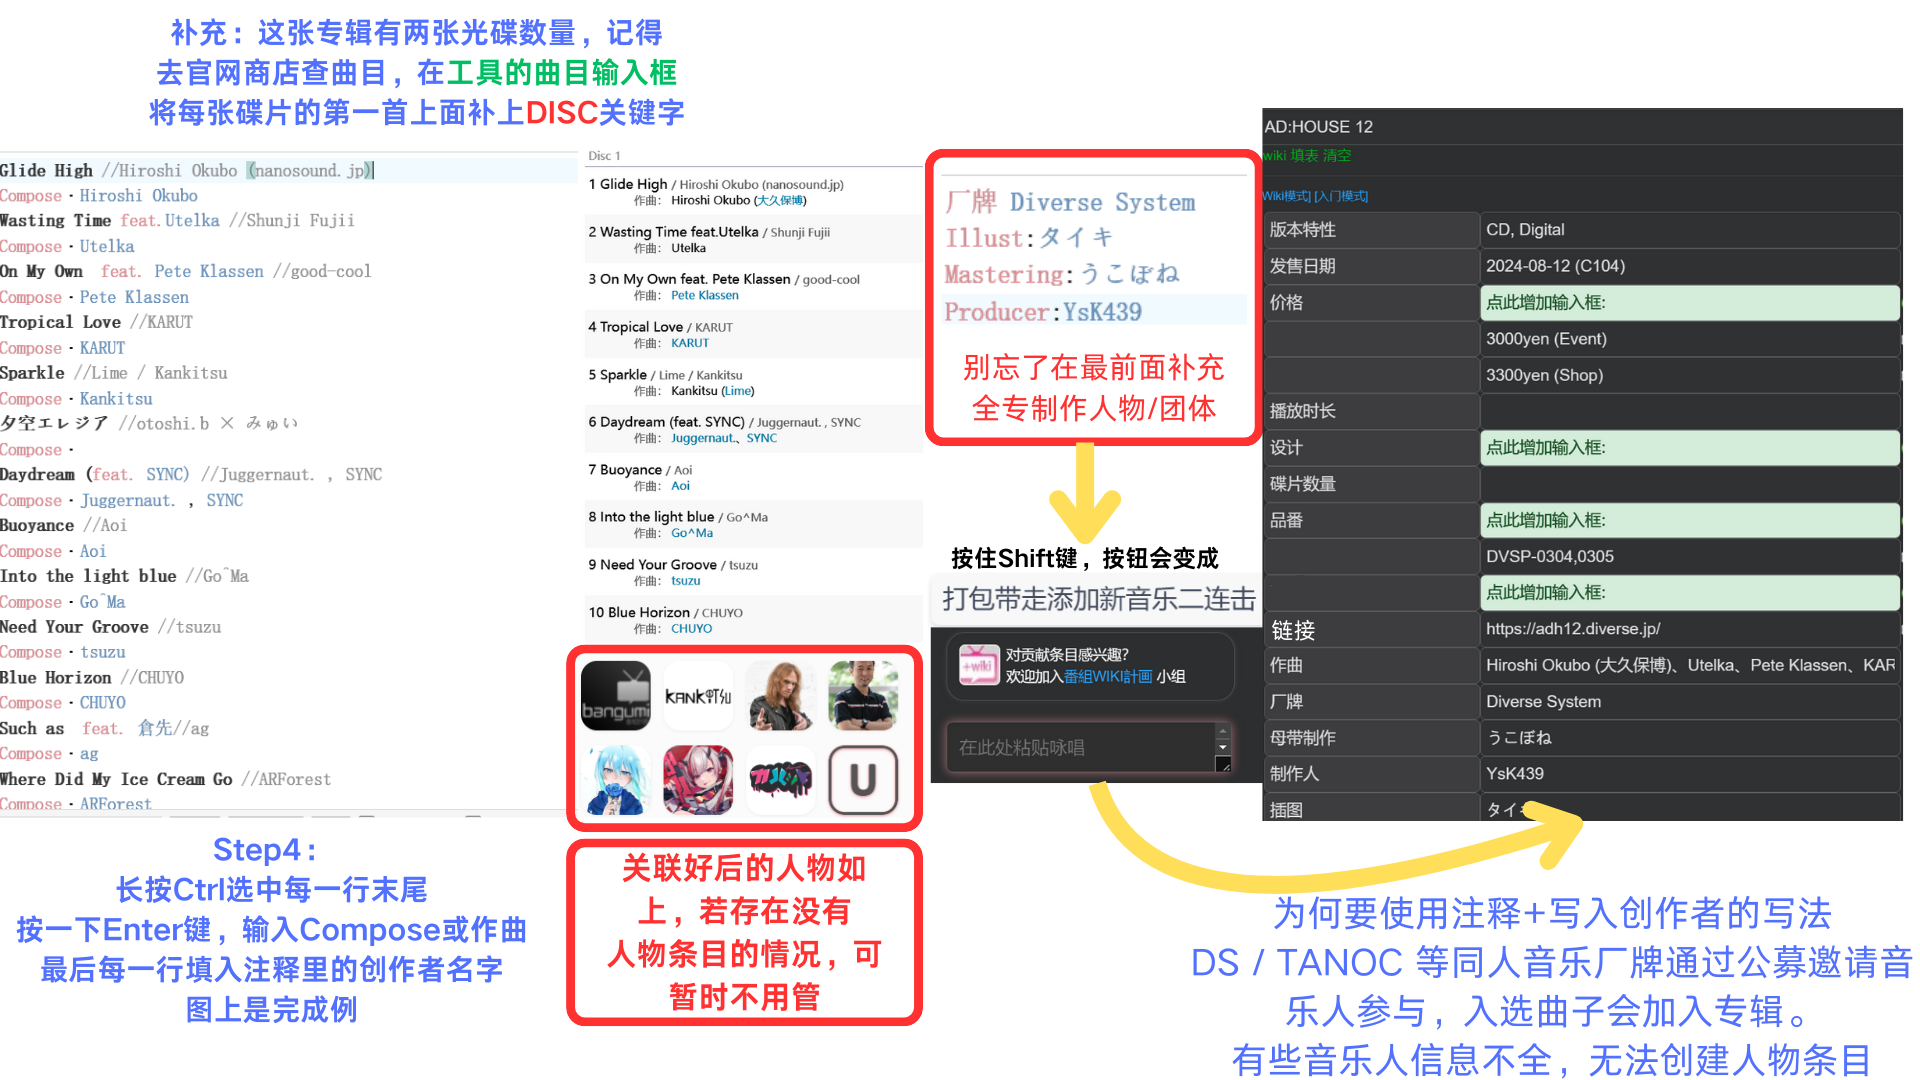 补充：这张专辑有两张光碟数量，记得
去官网商店查曲目，在工具的曲目输入框
将每张碟片的第一首上面补上DISC关键字
Glide High //Hiroshi Okubo (nanosound.jp)
Compose・Hiroshi Okubo
Wasting Time feat.Utelka //Shunji Fujii
Compose・Utelka
On My Own  feat. Pete Klassen //good-cool
Compose・Pete Klassen
Tropical Love //KARUT
Compose・KARUT
Sparkle //Lime / Kankitsu
Compose・Kankitsu
夕空エレジア //otoshi.b × みゅい
Compose・
Daydream (feat. SYNC) //Juggernaut. , SYNC
Compose・Juggernaut. , SYNC
Buoyance //Aoi
Compose・Aoi
Into the light blue //Go^Ma
Compose・Go^Ma
Need Your Groove //tsuzu
Compose・tsuzu
Blue Horizon //CHUYO
Compose・CHUYO
Such as  feat. 倉先//ag
Compose・ag
Where Did My Ice Cream Go //ARForest
Compose・ARForest
Step4：
长按Ctrl选中每一行末尾
按一下Enter键，输入Compose或作曲
最后每一行填入注释里的创作者名字
图上是完成例
Disc 1
1 Glide High / Hiroshi Okubo (nanosound.jp)
作曲： Hiroshi Okubo (大久保博)
2 Wasting Time feat.Utelka / Shunji Fujii
作曲： Utelka
3 On My Own feat. Pete Klassen / good-cool
作曲： Pete Klassen
4 Tropical Love / KARUT
作曲： KARUT
5 Sparkle / Lime / Kankitsu
作曲： Kankitsu (Lime)
6 Daydream (feat. SYNC) / Juggernaut. , SYNC
作曲： Juggernaut.、SYNC
7 Buoyance / Aoi
作曲： Aoi
8 Into the light blue / Go^Ma
作曲： Go^Ma
9 Need Your Groove / tsuzu
作曲： tsuzu
10 Blue Horizon / CHUYO
作曲： CHUYO
bangumi
U
关联好后的人物如
上，若存在没有
人物条目的情况，可
暂时不用管
厂牌 Diverse System
Illust:タイキ
Mastering:うこぼね
Producer:YsK439
别忘了在最前面补充
全专制作人物/团体
按住Shift键，按钮会变成
打包带走添加新音乐二连击
+wiki
对贡献条目感兴趣?
欢迎加入番组WIKI計画 小组
在此处粘贴咏唱
AD:HOUSE 12
wiki 填表 清空
Wiki模式] [入门模式]
版本特性 CD, Digital
发售日期 2024-08-12 (C104)
价格 点此增加输入框:
3000yen (Event)
3300yen (Shop)
播放时长
设计 点此增加输入框:
碟片数量
品番 点此增加输入框:
DVSP-0304,0305
点此增加输入框:
链接 https://adh12.diverse.jp/
作曲 Hiroshi Okubo (大久保博)、Utelka、Pete Klassen、KAR
厂牌 Diverse System
母带制作 うこぼね
制作人 YsK439
插图 タイキ
为何要使用注释+写入创作者的写法
DS / TANOC 等同人音乐厂牌通过公募邀请音
乐人参与，入选曲子会加入专辑。
有些音乐人信息不全，无法创建人物条目